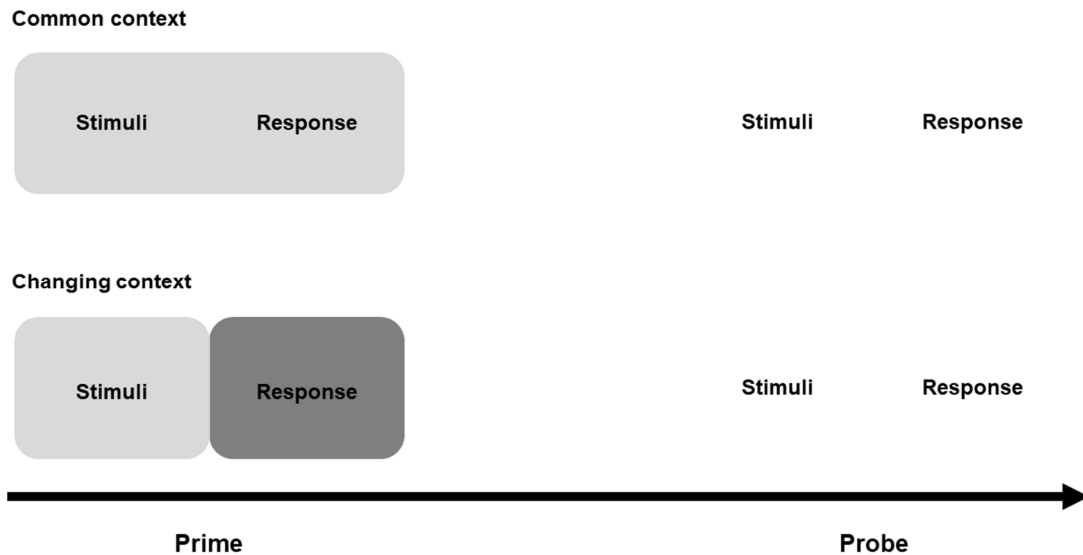 Common context
Stimuli Response Stimuli Response
Changing context
Stimuli Response Stimuli Response
Prime Probe